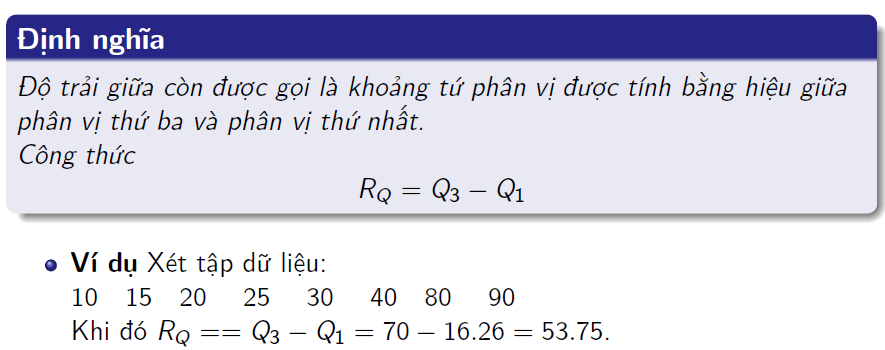 Định nghĩa
Độ trải giữa còn được gọi là khoảng tứ phân vị được tính bằng hiệu giữa
phân vị thứ ba và phân vị thứ nhất.
Công thức
R_Q = Q_3 − Q_1
Ví dụ Xét tập dữ liệu:
10 15 20 25 30 40 80 90
Khi đó R_Q == Q_3 − Q_1 = 70 − 16.26 = 53.75.